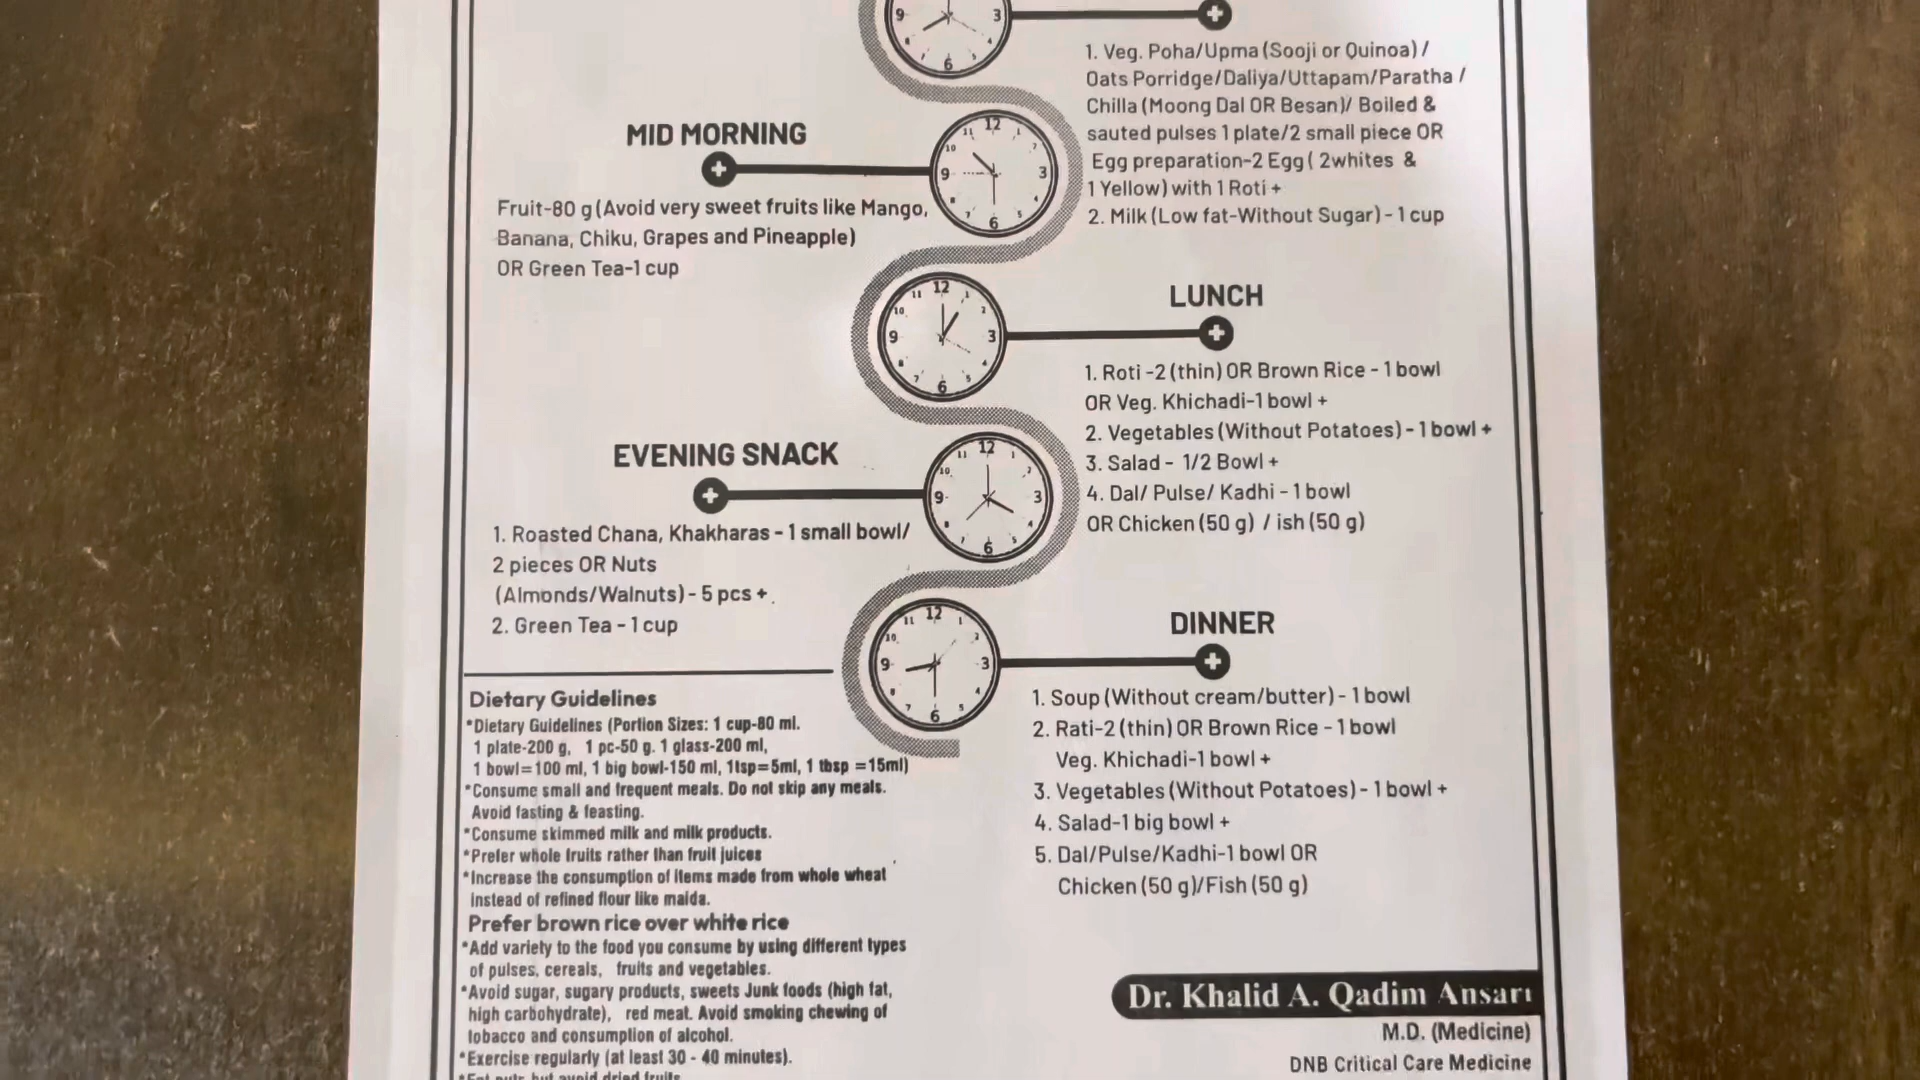 1. Veg. Poha/Upma (Sooji or Quinoa) /
Oats Porridge/Daliya/Uttapam/Paratha /
Chilla (Moong Dal OR Besan)/ Boiled &
sauted pulses 1 plate/2 small piece OR
Egg preparation-2 Egg ( 2whites &
1 Yellow) with 1 Roti +
2. Milk (Low fat-Without Sugar) - 1 cup
MID MORNING
Fruit-80 g (Avoid very sweet fruits like Mango,
Banana, Chiku, Grapes and Pineapple)
OR Green Tea-1 cup
LUNCH
1. Roti -2 (thin) OR Brown Rice - 1 bowl
OR Veg. Khichadi-1 bowl +
2. Vegetables (Without Potatoes) - 1 bowl +
3. Salad - 1/2 Bowl +
4. Dal/ Pulse/ Kadhi - 1 bowl
OR Chicken (50 g) / ish (50 g)
EVENING SNACK
1. Roasted Chana, Khakharas - 1 small bowl/
2 pieces OR Nuts
(Almonds/Walnuts) - 5 pcs +
2. Green Tea - 1 cup
DINNER
1. Soup (Without cream/butter) - 1 bowl
2. Rati-2 (thin) OR Brown Rice - 1 bowl
Veg. Khichadi-1 bowl +
3. Vegetables (Without Potatoes) - 1 bowl +
4. Salad-1 big bowl +
5. Dal/Pulse/Kadhi-1 bowl OR
Chicken (50 g)/Fish (50 g)
Dietary Guidelines
*Dietary Guidelines (Portion Sizes: 1 cup-80 ml.
1 plate-200 g, 1 pc-50 g. 1 glass-200 ml,
1 bowl=100 ml, 1 big bowl-150 ml, 1tsp=5ml, 1 tbsp =15ml)
*Consume small and frequent meals. Do not skip any meals.
Avoid fasting & feasting.
*Consume skimmed milk and milk products.
*Prefer whole fruits rather than fruit juices
*Increase the consumption of items made from whole wheat
instead of refined flour like maida.
Prefer brown rice over white rice
*Add variety to the food you consume by using different types
of pulses, cereals, fruits and vegetables.
*Avoid sugar, sugary products, sweets Junk foods (high fat,
high carbohydrate), red meat. Avoid smoking chewing of
tobacco and consumption of alcohol.
*Exercise regularly (at least 30 - 40 minutes).
*Eat nuts but avoid dried fruits
Dr. Khalid A. Qadim Ansari
M.D. (Medicine)
DNB Critical Care Medicine